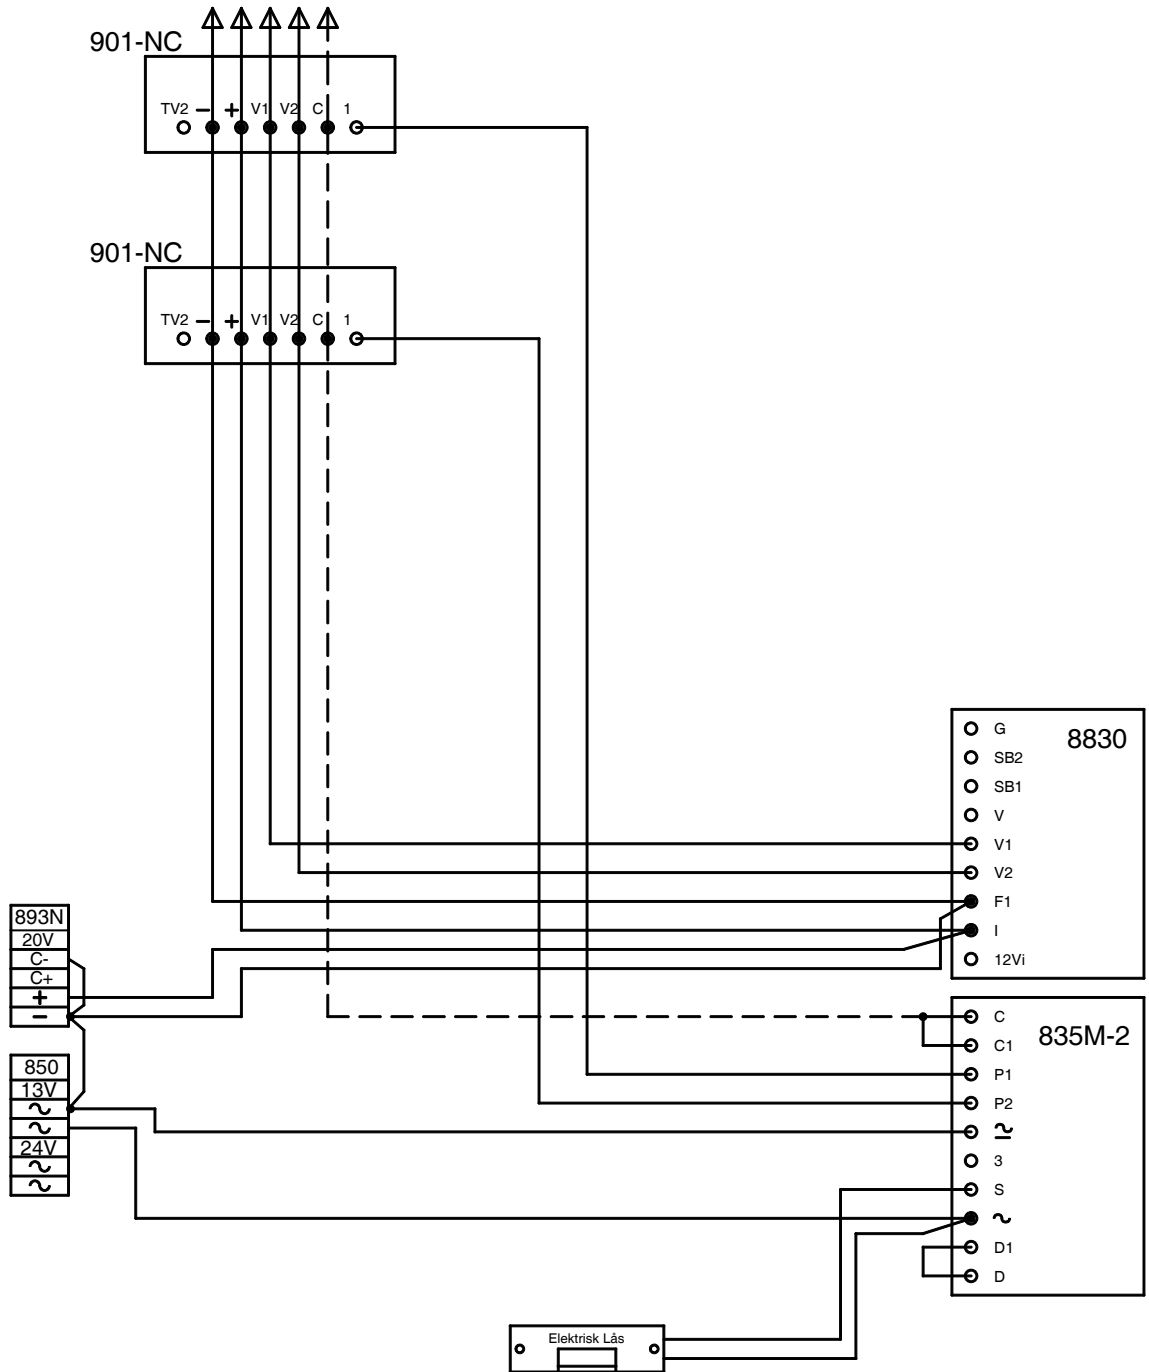 901-NC
TV2 − + V1 V2 C 1
901-NC
TV2 − + V1 V2 C 1
8830
G
SB2
SB1
V
V1
V2
F1
I
12Vi
893N
20V
C-
C+
+
−
850
13V
~
~
24V
~
~
835M-2
C
C1
P1
P2
≂
3
S
~
D1
D
Elektrisk Lås